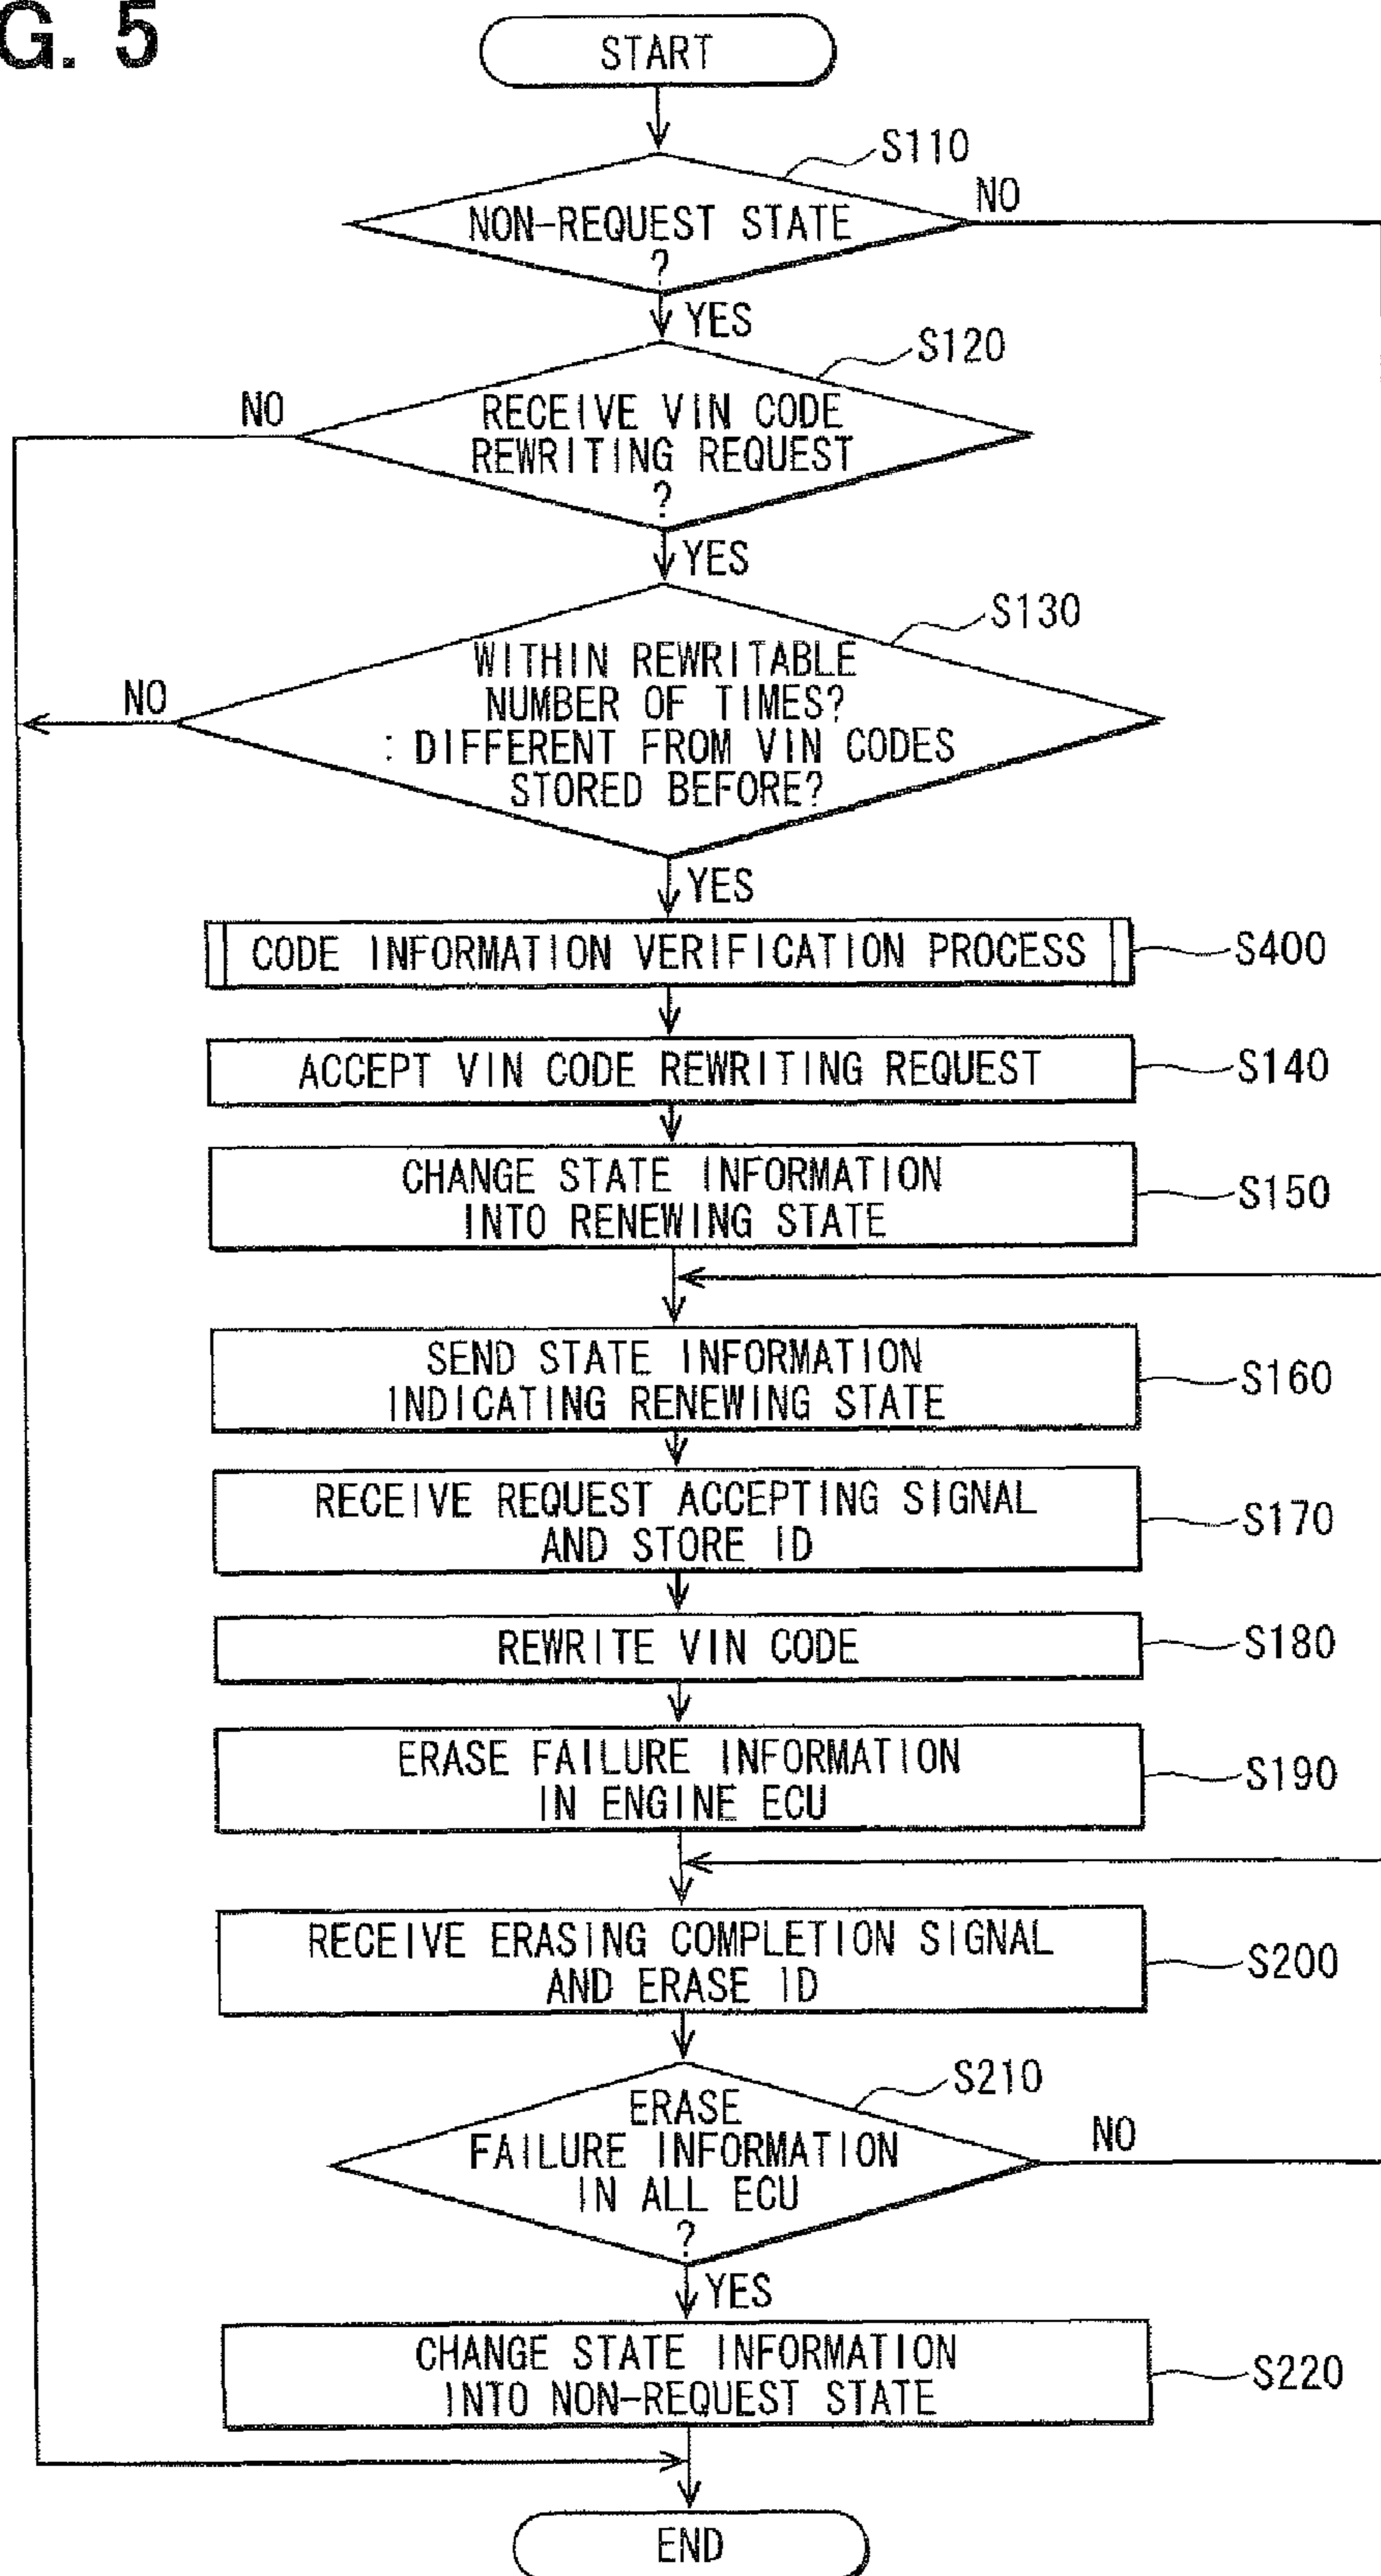 G. 5
START
S110
NON-REQUEST STATE
?
NO
YES
S120
RECEIVE VIN CODE
REWRITING REQUEST
?
NO
YES
S130
WITHIN REWRITABLE
NUMBER OF TIMES?
: DIFFERENT FROM VIN CODES
STORED BEFORE?
NO
YES
CODE INFORMATION VERIFICATION PROCESS
S400
ACCEPT VIN CODE REWRITING REQUEST
S140
CHANGE STATE INFORMATION
INTO RENEWING STATE
S150
SEND STATE INFORMATION
INDICATING RENEWING STATE
S160
RECEIVE REQUEST ACCEPTING SIGNAL
AND STORE ID
S170
REWRITE VIN CODE
S180
ERASE FAILURE INFORMATION
IN ENGINE ECU
S190
RECEIVE ERASING COMPLETION SIGNAL
AND ERASE ID
S200
S210
ERASE
FAILURE INFORMATION
IN ALL ECU
?
NO
YES
CHANGE STATE INFORMATION
INTO NON-REQUEST STATE
S220
END